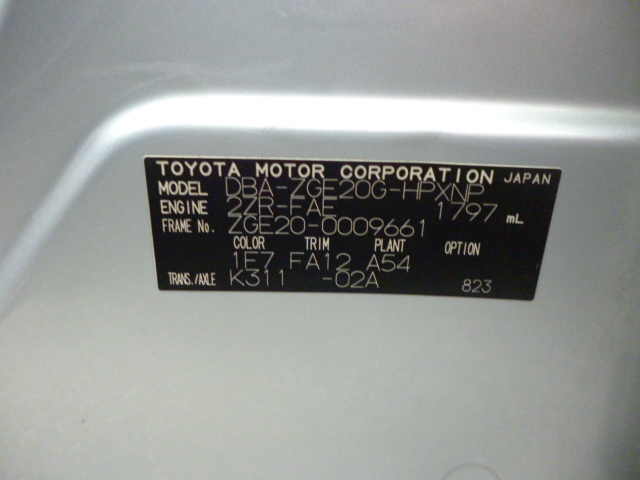 TOYOTA MOTOR CORPORATION JAPAN
MODEL DBA-ZGE20G-HPXNP
ENGINE 2ZR-FAE 1797 mL
FRAME No. ZGE20-0009661
COLOR TRIM PLANT OPTION
1E7 FA12 A54
TRANS./AXLE K311 -02A 823